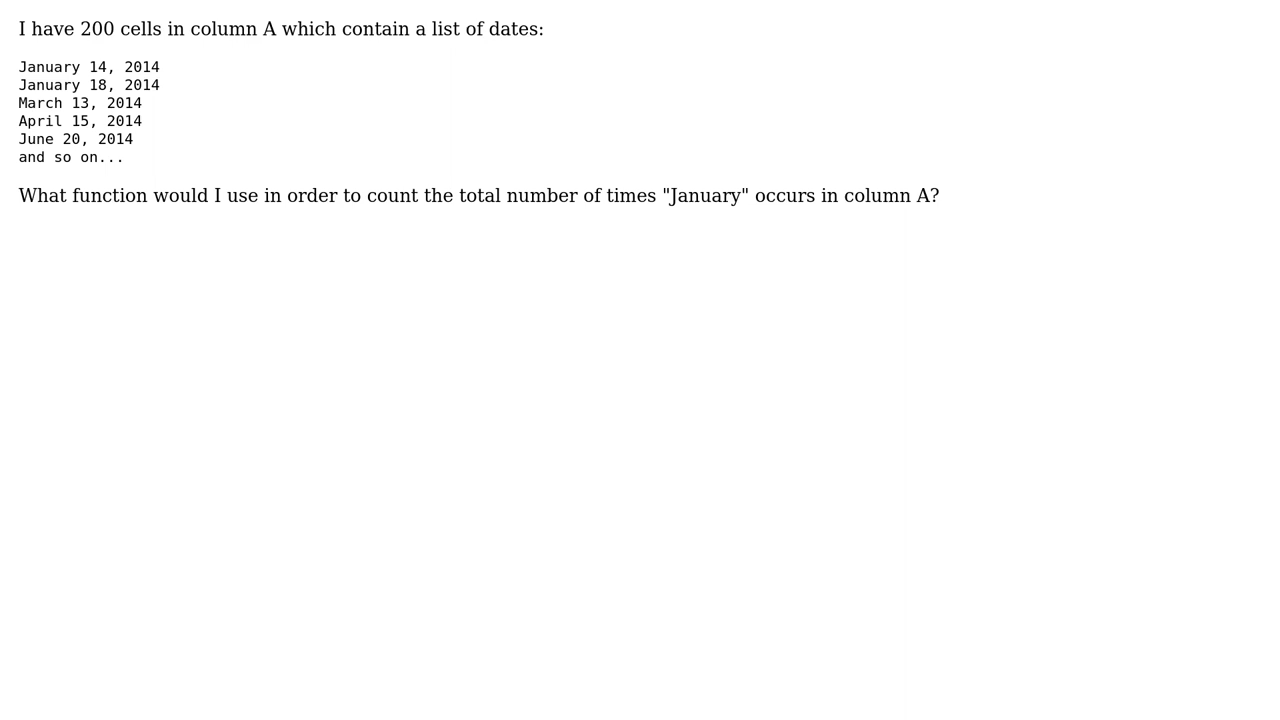 I have 200 cells in column A which contain a list of dates:
January 14, 2014
January 18, 2014
March 13, 2014
April 15, 2014
June 20, 2014
and so on...
What function would I use in order to count the total number of times "January" occurs in column A?